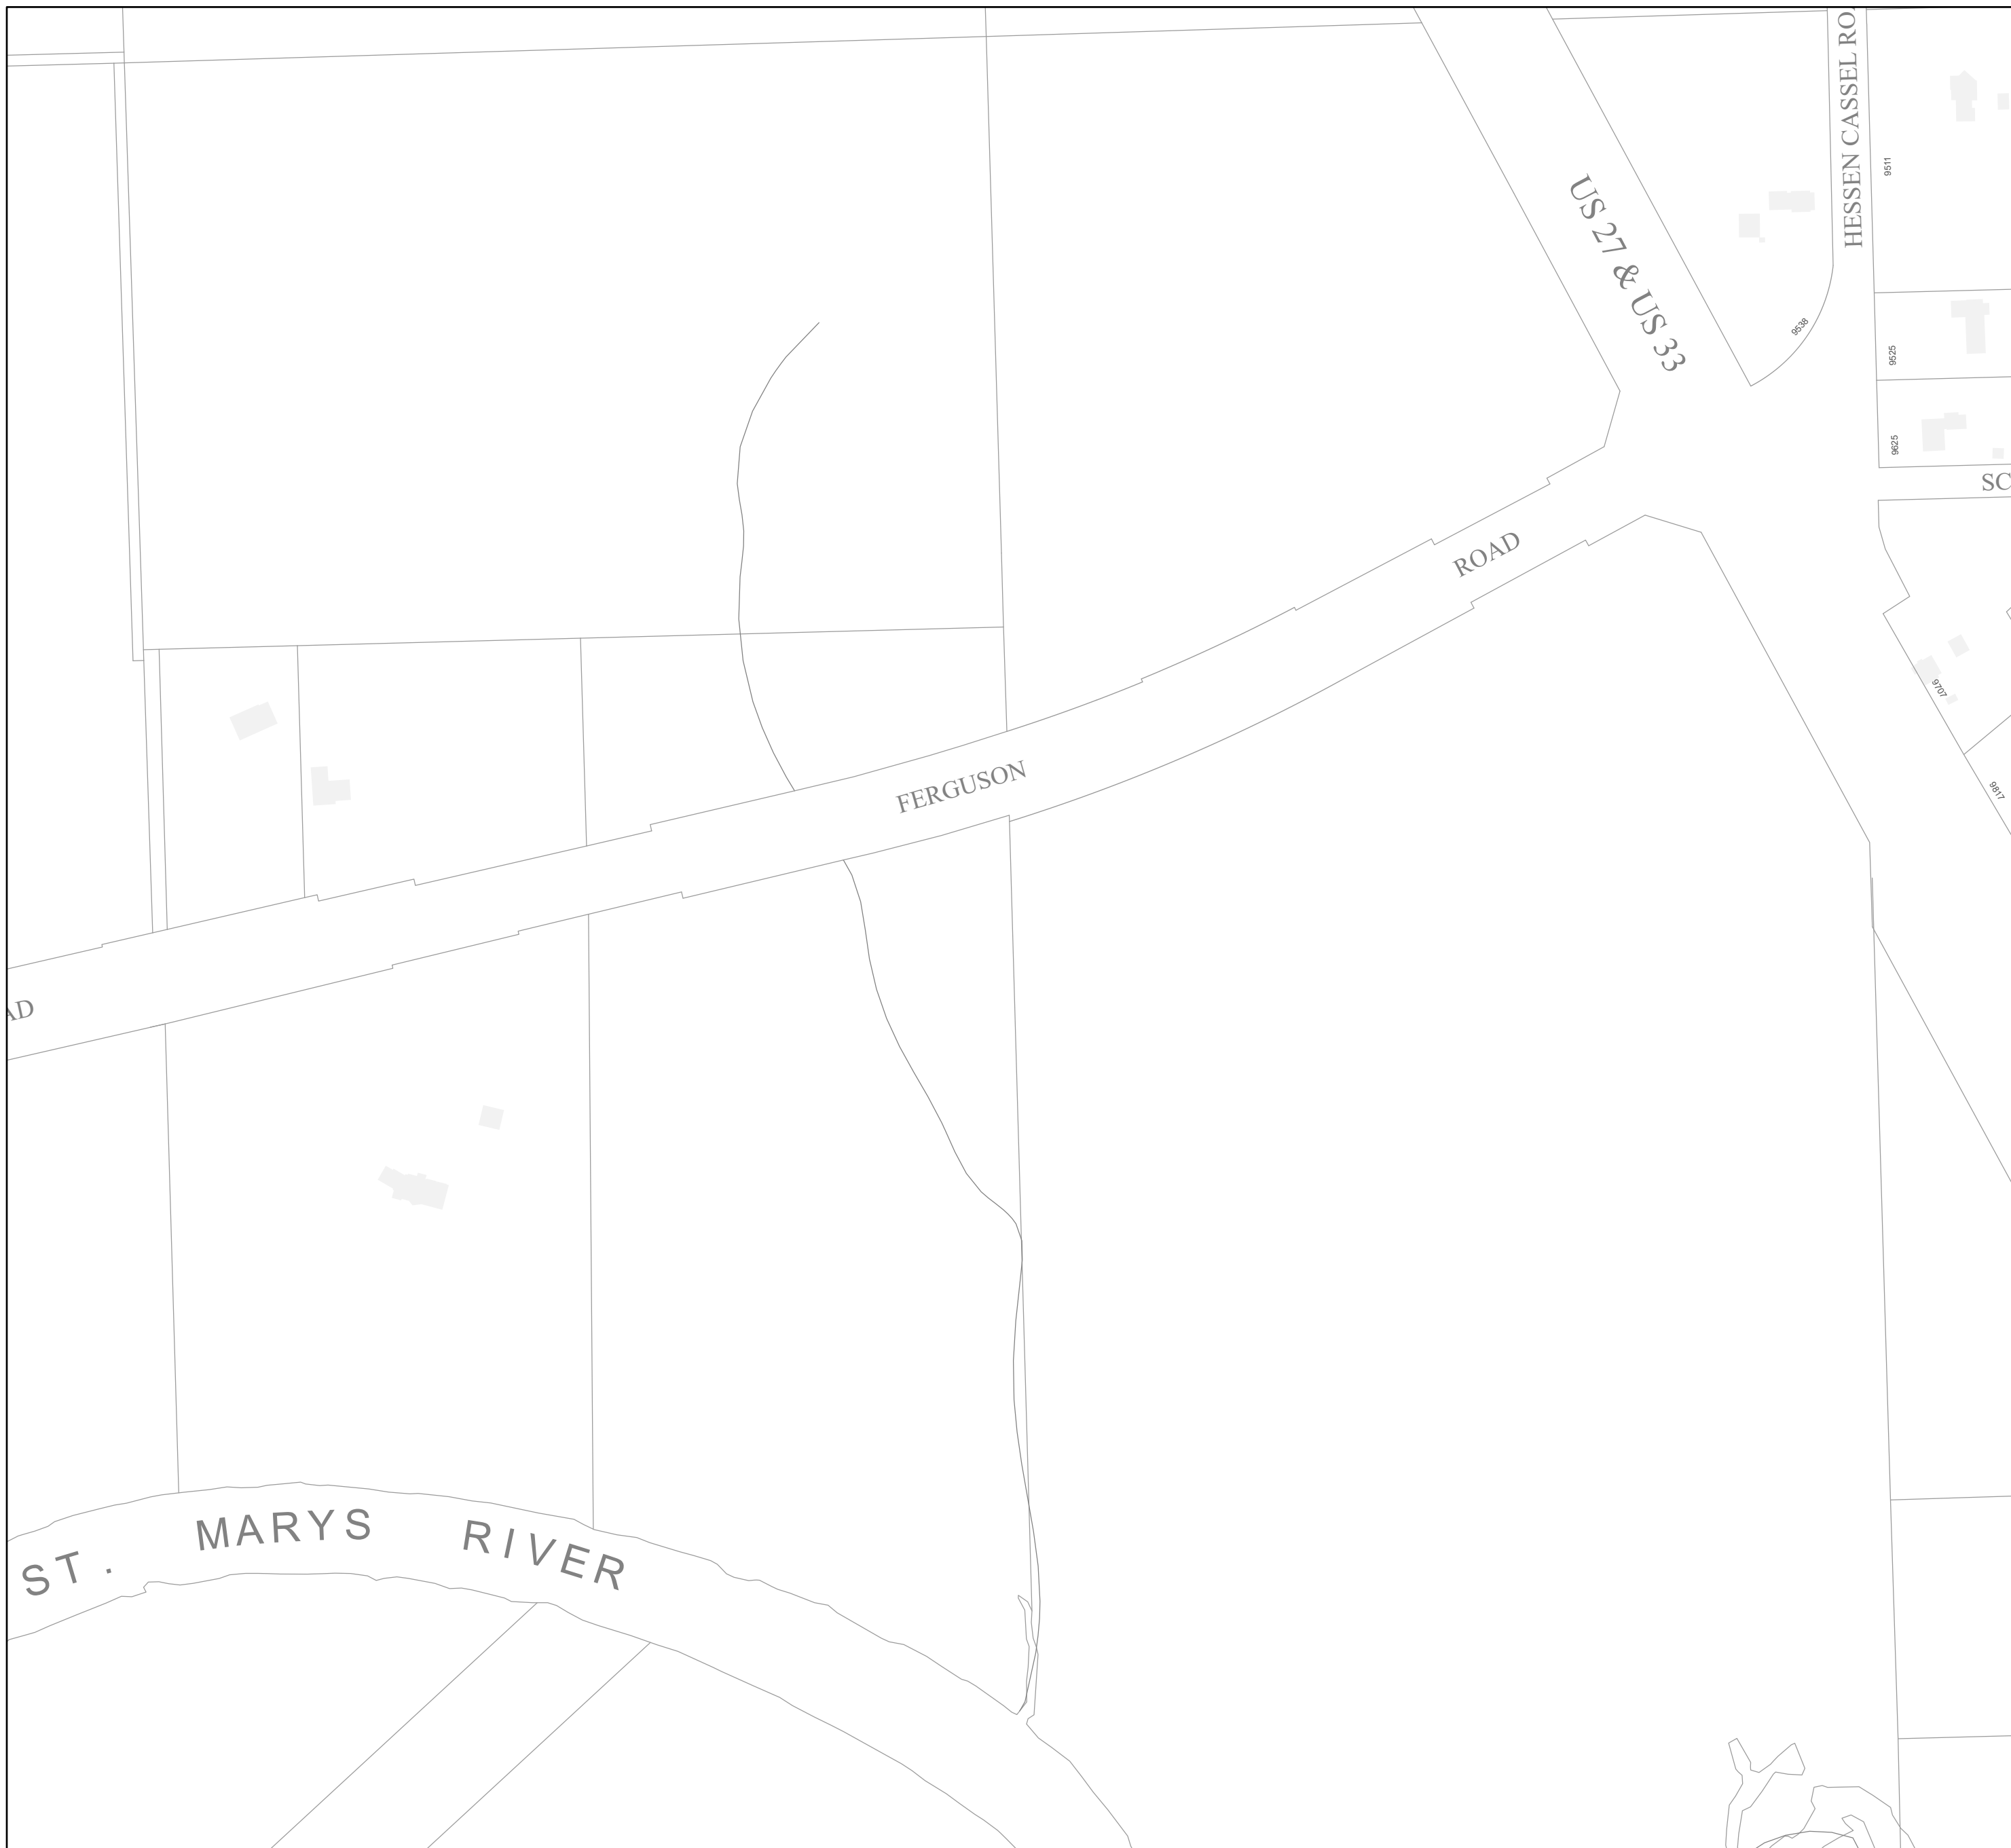 HESSEN CASSEL RO
9511
US 27 & US 33
9538
9525
9625
SC
ROAD
9707
FERGUSON
9817
AD
ST. MARYS RIVER